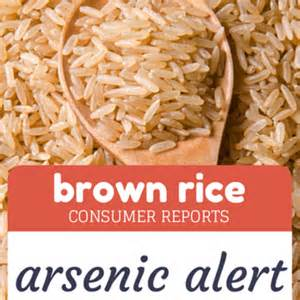 brown rice
CONSUMER REPORTS
arsenic alert